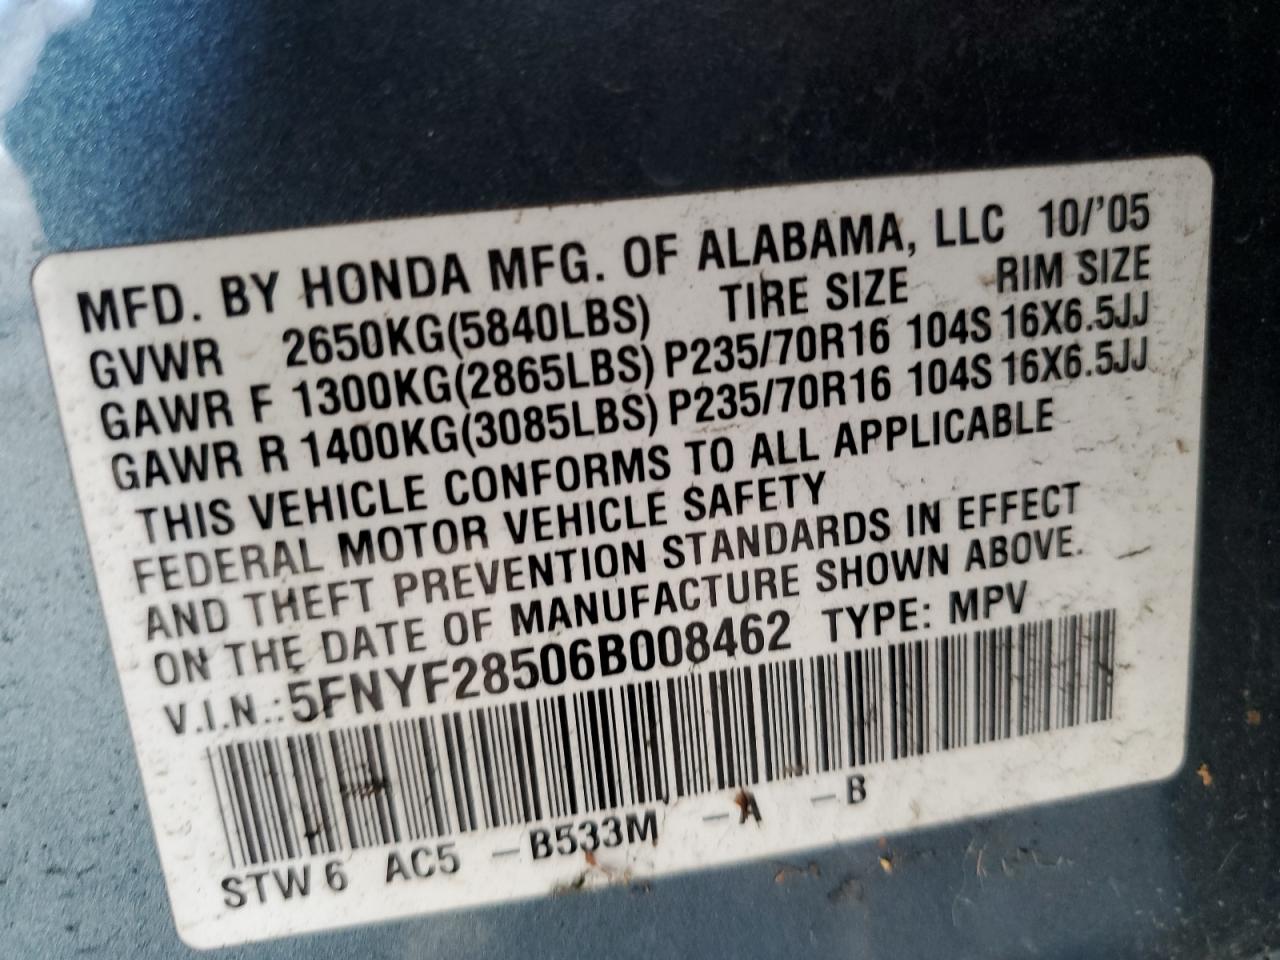 MFD. BY HONDA MFG. OF ALABAMA, LLC 10/'05
GVWR 2650KG(5840LBS) TIRE SIZE RIM SIZE
GAWR F 1300KG(2865LBS) P235/70R16 104S 16X6.5JJ
GAWR R 1400KG(3085LBS) P235/70R16 104S 16X6.5JJ
THIS VEHICLE CONFORMS TO ALL APPLICABLE
FEDERAL MOTOR VEHICLE SAFETY
AND THEFT PREVENTION STANDARDS IN EFFECT
ON THE DATE OF MANUFACTURE SHOWN ABOVE.
V.I.N.: 5FNYF28506B008462 TYPE: MPV
STW 6 AC5 – B533M – A – B